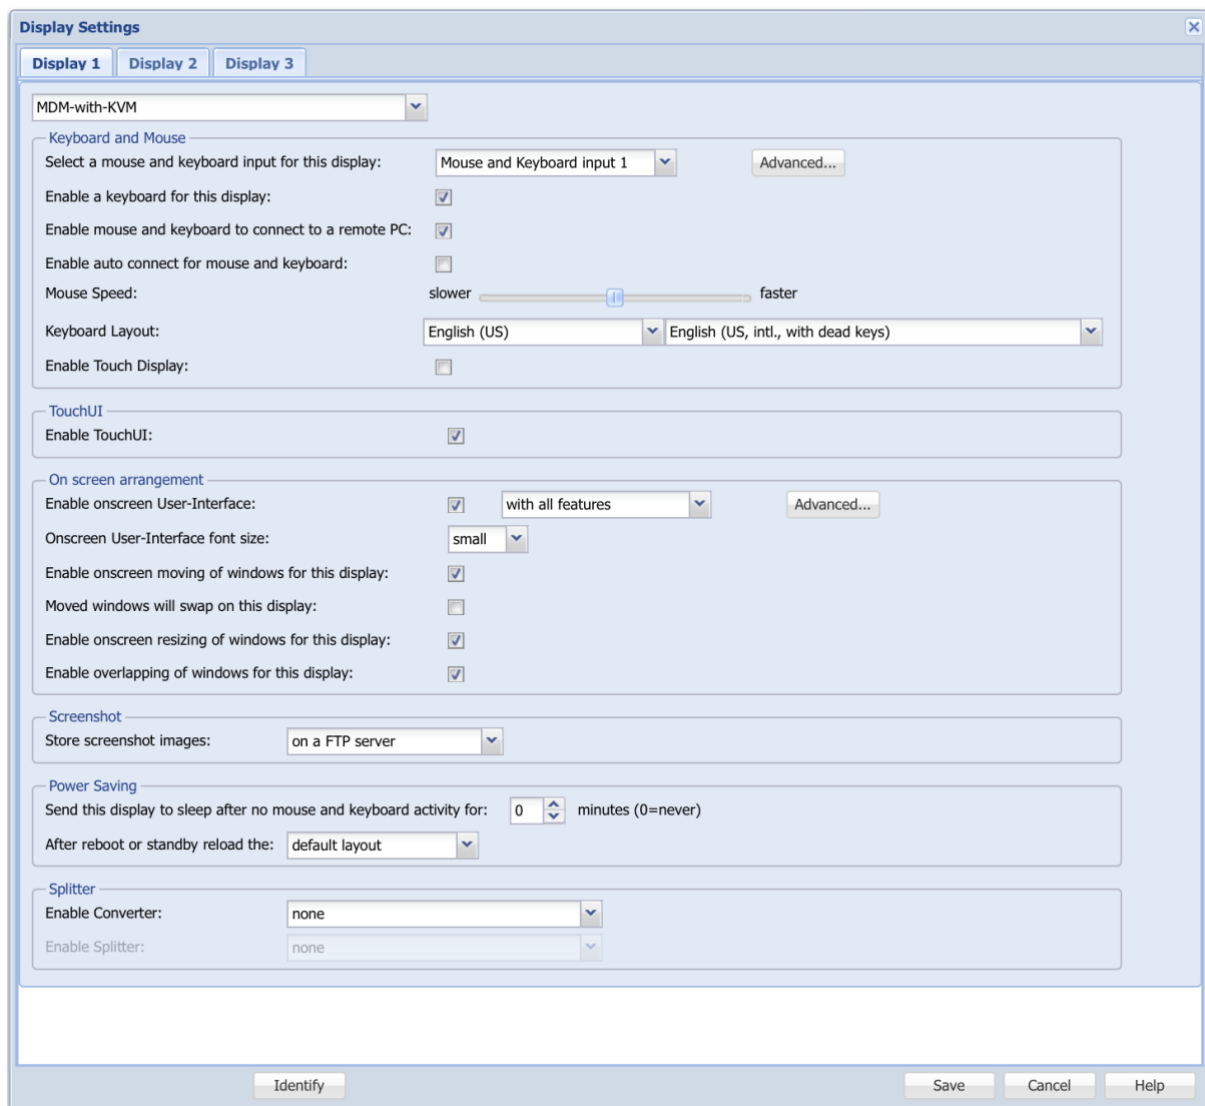 Display Settings
Display 1 Display 2 Display 3
MDM-with-KVM
Keyboard and Mouse
Select a mouse and keyboard input for this display: Mouse and Keyboard input 1 Advanced...
Enable a keyboard for this display:
Enable mouse and keyboard to connect to a remote PC:
Enable auto connect for mouse and keyboard:
Mouse Speed: slower faster
Keyboard Layout: English (US) English (US, intl., with dead keys)
Enable Touch Display:
TouchUI
Enable TouchUI:
On screen arrangement
Enable onscreen User-Interface: with all features Advanced...
Onscreen User-Interface font size: small
Enable onscreen moving of windows for this display:
Moved windows will swap on this display:
Enable onscreen resizing of windows for this display:
Enable overlapping of windows for this display:
Screenshot
Store screenshot images: on a FTP server
Power Saving
Send this display to sleep after no mouse and keyboard activity for: 0 minutes (0=never)
After reboot or standby reload the: default layout
Splitter
Enable Converter: none
Enable Splitter: none
Identify Save Cancel Help